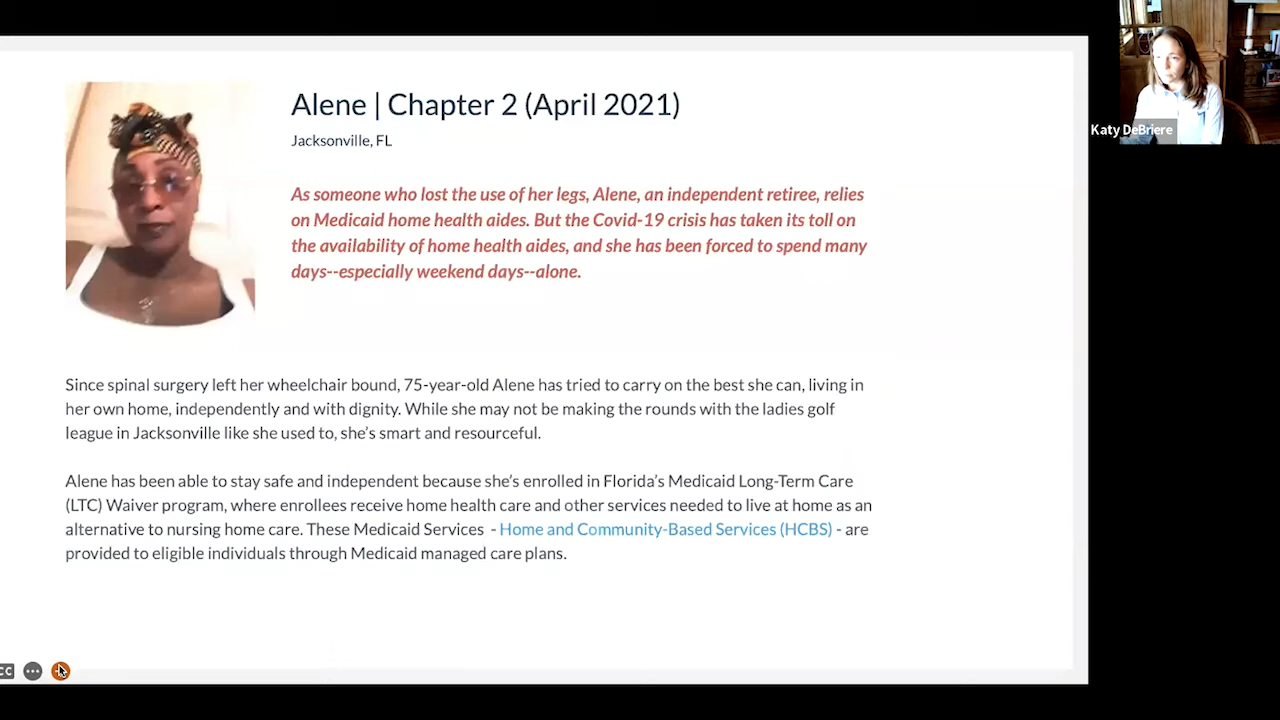 Alene | Chapter 2 (April 2021)
Jacksonville, FL
As someone who lost the use of her legs, Alene, an independent retiree, relies
on Medicaid home health aides. But the Covid-19 crisis has taken its toll on
the availability of home health aides, and she has been forced to spend many
days--especially weekend days--alone.
Since spinal surgery left her wheelchair bound, 75-year-old Alene has tried to carry on the best she can, living in
her own home, independently and with dignity. While she may not be making the rounds with the ladies golf
league in Jacksonville like she used to, she's smart and resourceful.
Alene has been able to stay safe and independent because she's enrolled in Florida's Medicaid Long-Term Care
(LTC) Waiver program, where enrollees receive home health care and other services needed to live at home as an
alternative to nursing home care. These Medicaid Services - Home and Community-Based Services (HCBS) - are
provided to eligible individuals through Medicaid managed care plans.
Katy DeBriere
CC